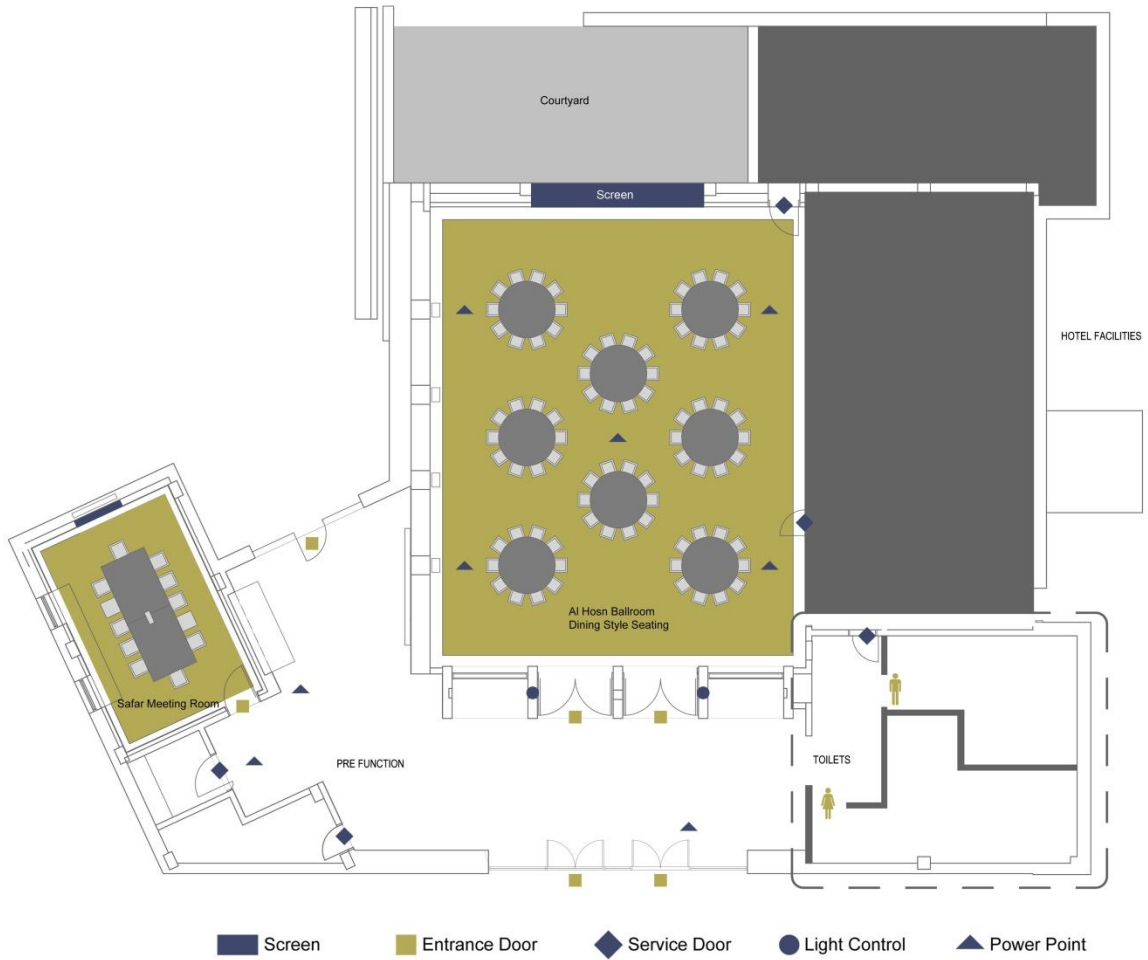 Courtyard
Screen
HOTEL FACILITIES
Al Hosn Ballroom
Dining Style Seating
Safar Meeting Room
PRE FUNCTION
TOILETS
Screen
Entrance Door
Service Door
Light Control
Power Point